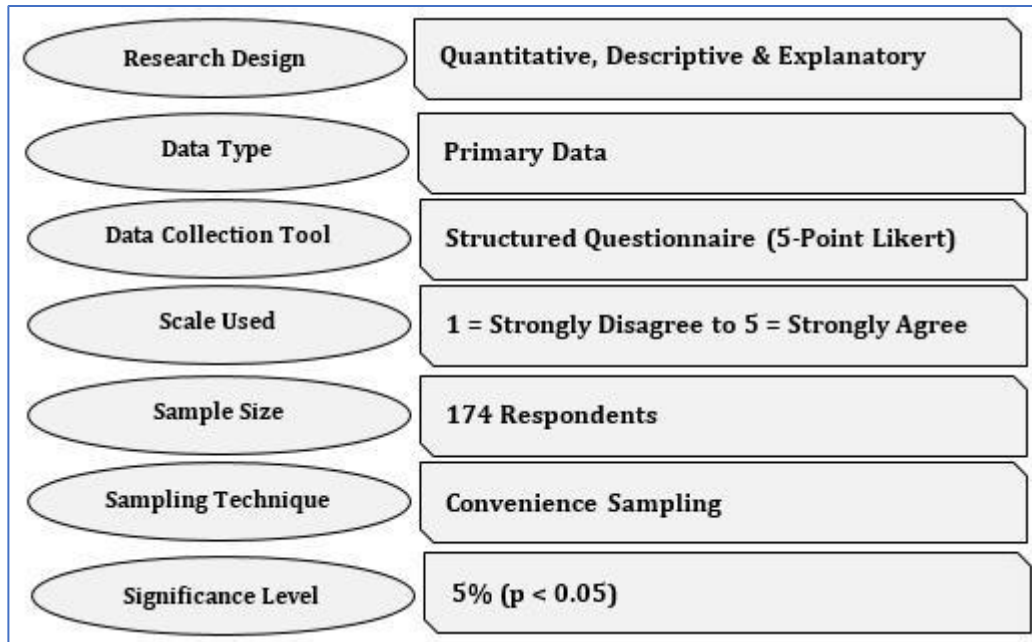 Research Design
Quantitative, Descriptive & Explanatory
Data Type
Primary Data
Data Collection Tool
Structured Questionnaire (5-Point Likert)
Scale Used
1 = Strongly Disagree to 5 = Strongly Agree
Sample Size
174 Respondents
Sampling Technique
Convenience Sampling
Significance Level
5% (p < 0.05)